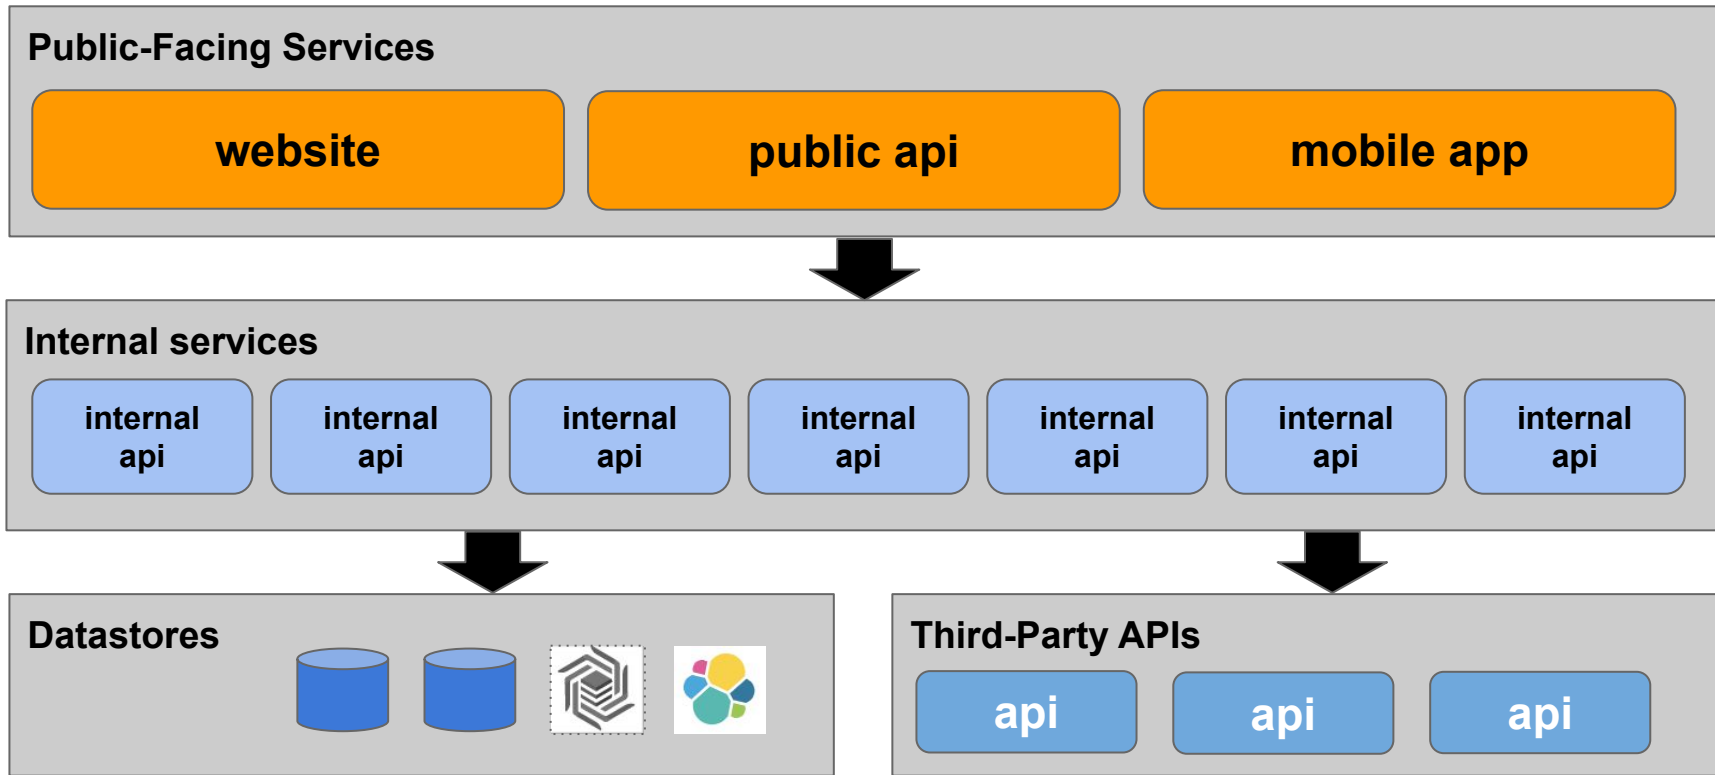 Public-Facing Services
website
public api
mobile app
Internal services
internal
api
internal
api
internal
api
internal
api
internal
api
internal
api
internal
api
Datastores
Third-Party APIs
api
api
api